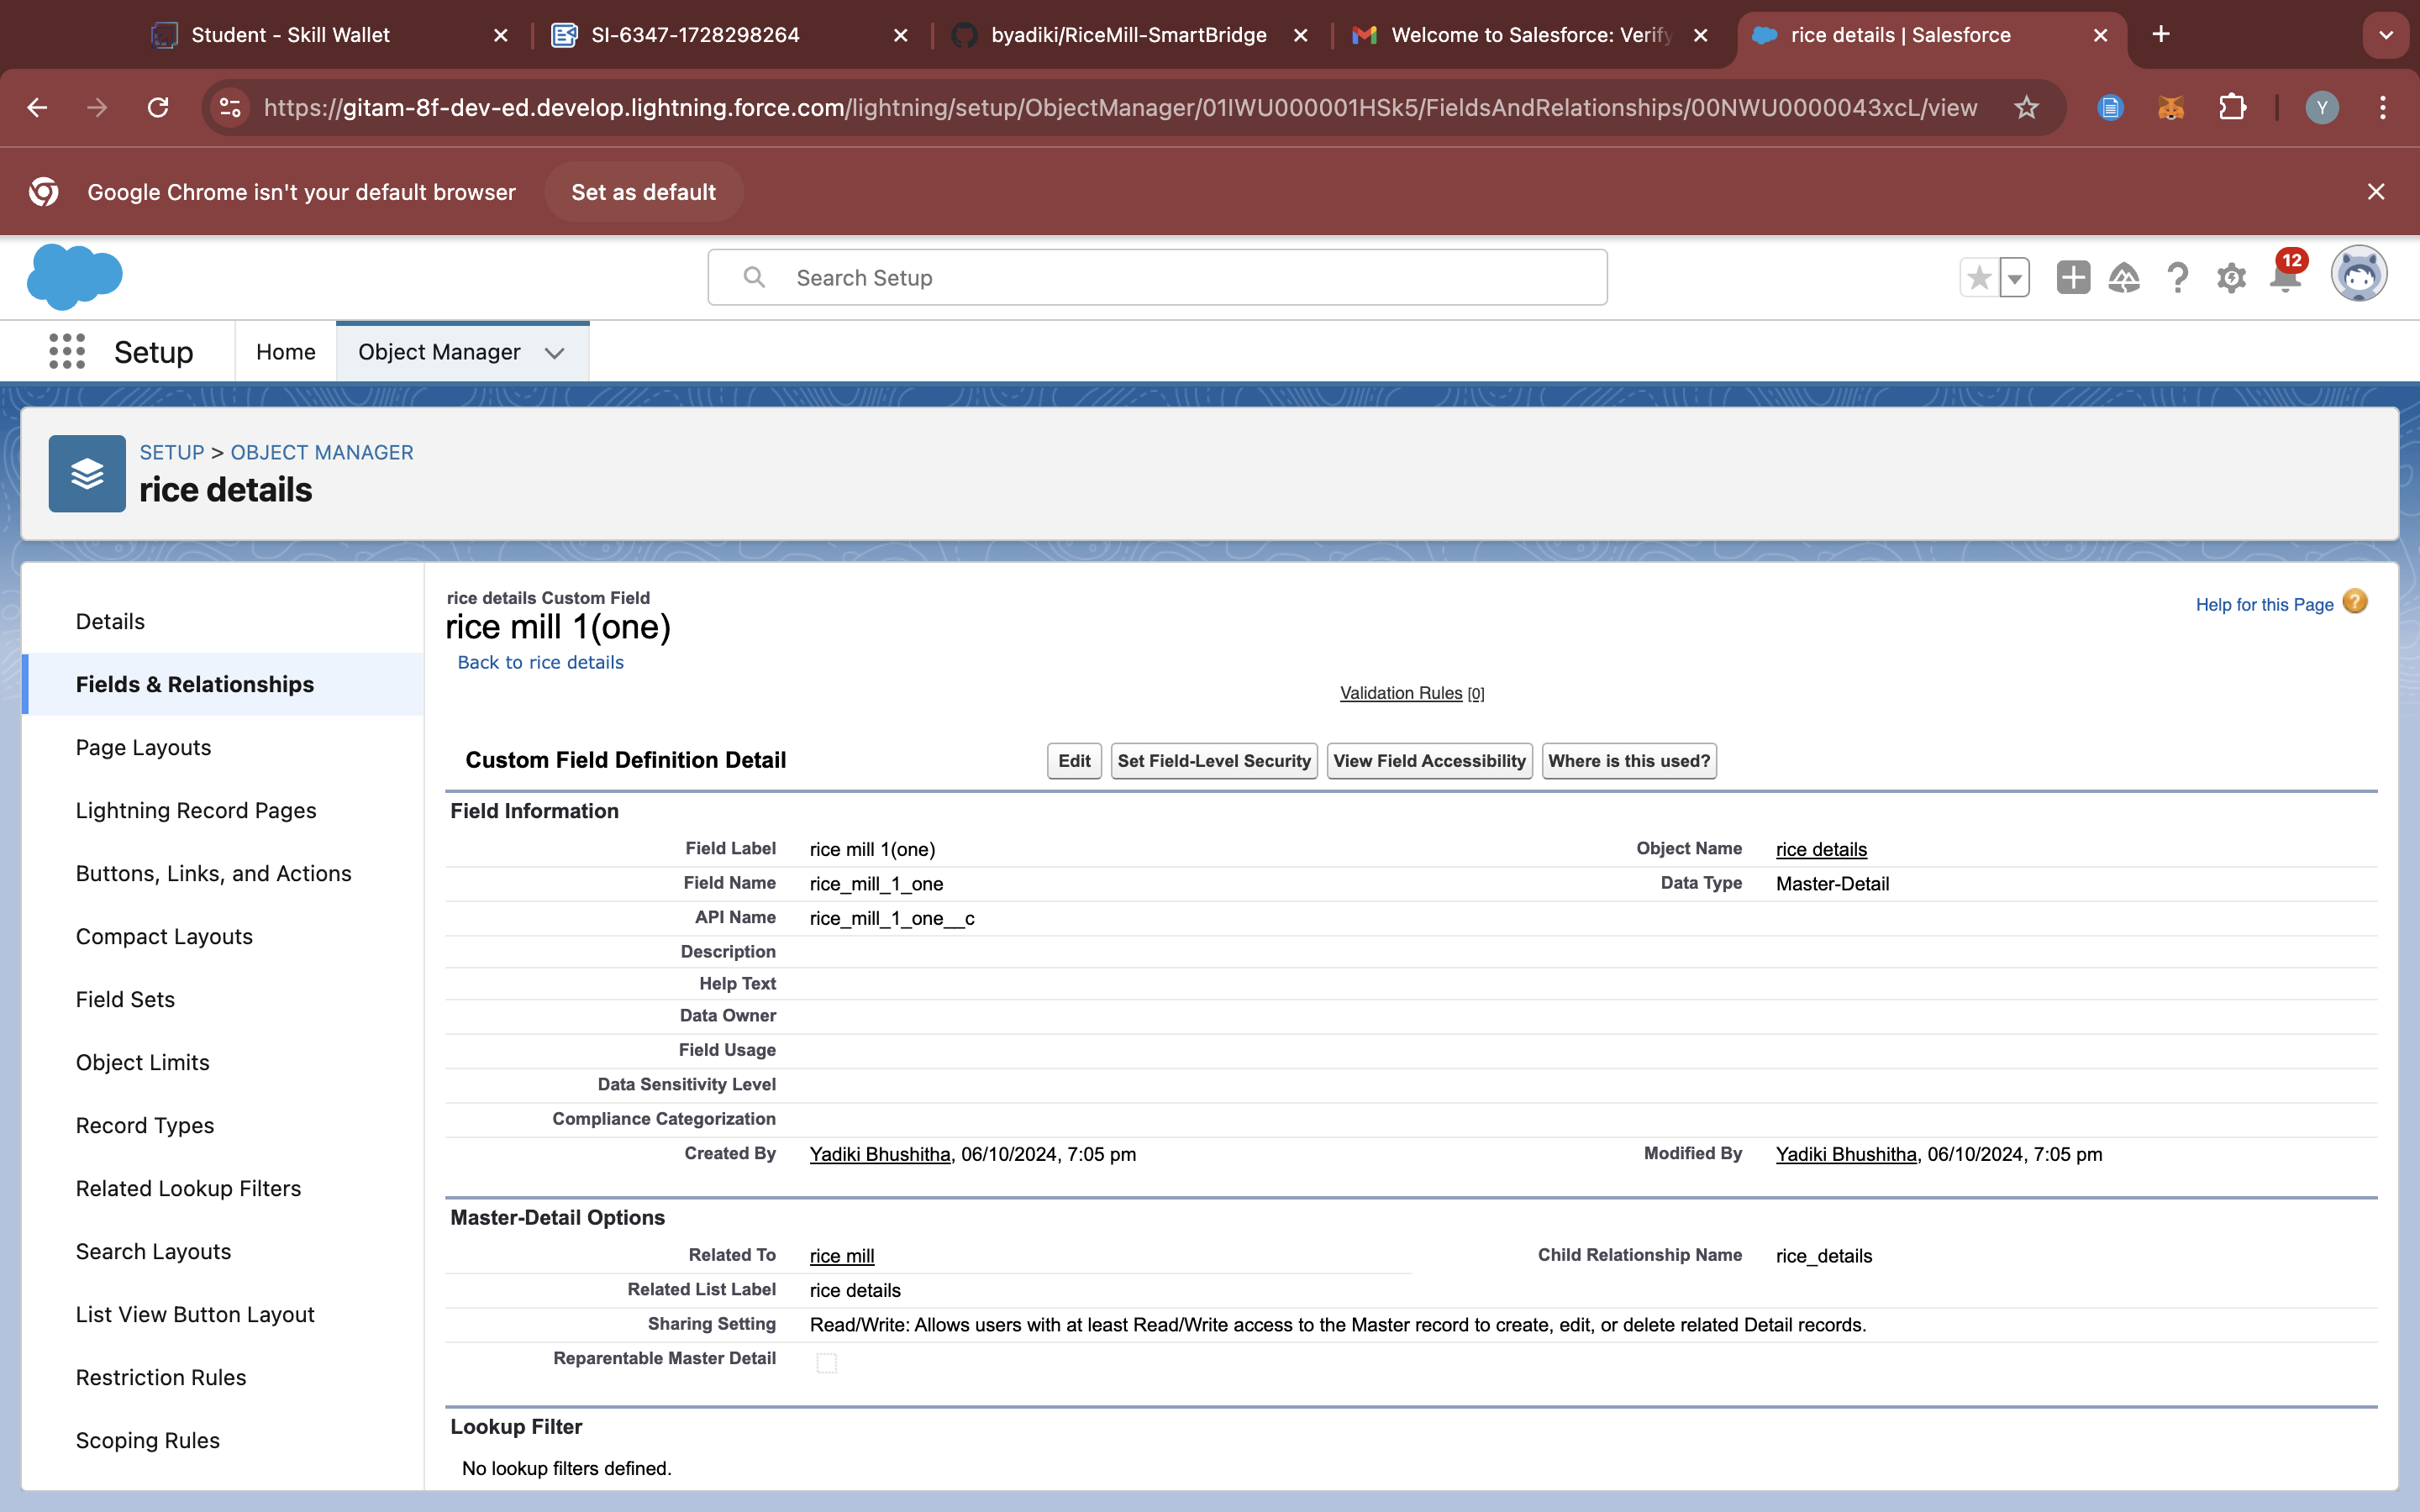 Student - Skill Wallet
SI-6347-1728298264
byadiki/RiceMill-SmartBridge
Welcome to Salesforce: Verify
rice details | Salesforce
https://gitam-8f-dev-ed.develop.lightning.force.com/lightning/setup/ObjectManager/01IWU000001HSk5/FieldsAndRelationships/00NWU0000043xcL/view
Y
Google Chrome isn't your default browser
Set as default
Search Setup
12
Setup
Home
Object Manager
SETUP > OBJECT MANAGER
rice details
Details
Fields & Relationships
Page Layouts
Lightning Record Pages
Buttons, Links, and Actions
Compact Layouts
Field Sets
Object Limits
Record Types
Related Lookup Filters
Search Layouts
List View Button Layout
Restriction Rules
Scoping Rules
rice details Custom Field
rice mill 1(one)
Back to rice details
Help for this Page
Validation Rules [0]
Custom Field Definition Detail
Edit
Set Field-Level Security
View Field Accessibility
Where is this used?
Field Information
Field Label rice mill 1(one) Object Name rice details
Field Name rice_mill_1_one Data Type Master-Detail
API Name rice_mill_1_one__c
Description
Help Text
Data Owner
Field Usage
Data Sensitivity Level
Compliance Categorization
Created By Yadiki Bhushitha, 06/10/2024, 7:05 pm Modified By Yadiki Bhushitha, 06/10/2024, 7:05 pm
Master-Detail Options
Related To rice mill Child Relationship Name rice_details
Related List Label rice details
Sharing Setting Read/Write: Allows users with at least Read/Write access to the Master record to create, edit, or delete related Detail records.
Reparentable Master Detail
Lookup Filter
No lookup filters defined.